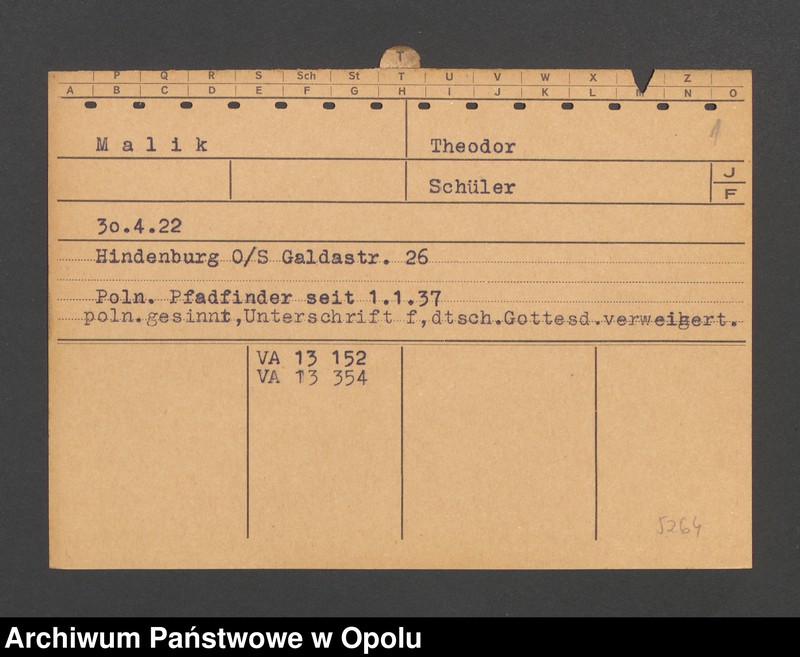 T
P Q R S Sch St T U V W X Z
A B C D E F G H I J K L M N O
1
Malik Theodor
Schüler J/F
30.4.22
Hindenburg O/S Galdastr. 26
Poln. Pfadfinder seit 1.1.37
poln.gesinnt,Unterschrift f,dtsch.Gottesd.verweigert.
VA 13 152
VA 13 354
5264
Archiwum Państwowe w Opolu